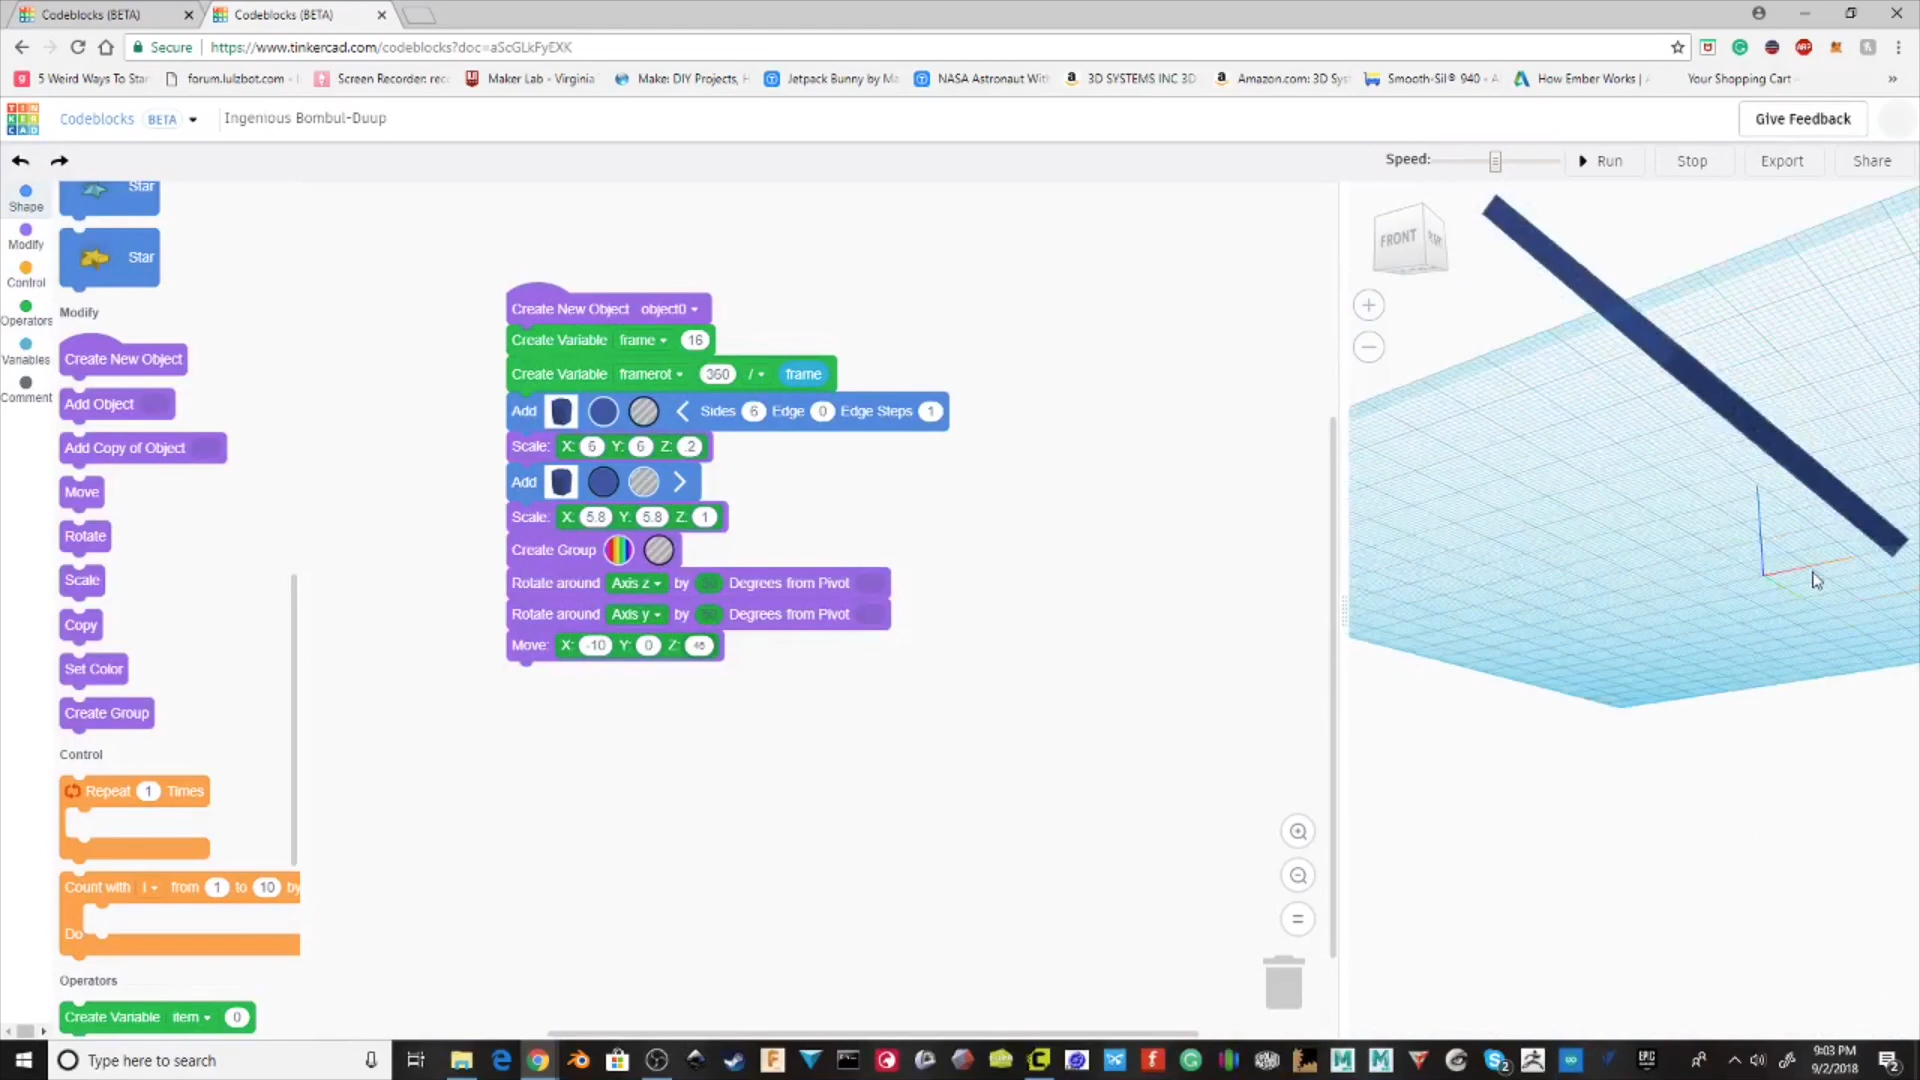 Codeblocks (BETA)
Codeblocks (BETA)
Secure | https://www.tinkercad.com/codeblocks?doc=aScGLkFyEXK
5 Weird Ways To Star
forum.lulzbot.com -
Screen Recorder: rec
Maker Lab - Virginia
Make: DIY Projects, H
Jetpack Bunny by Ma
NASA Astronaut With
3D SYSTEMS INC 3D
Amazon.com: 3D Sys
Smooth-Sil® 940 - A
How Ember Works |
Your Shopping Cart
TIN
KER
CAD
Codeblocks BETA
Ingenious Bombul-Duup
Give Feedback
Speed:
Run
Stop
Export
Share
Shape
Modify
Control
Operators
Variables
Comment
Star
Star
Modify
Create New Object
Add Object
Add Copy of Object
Move
Rotate
Scale
Copy
Set Color
Create Group
Control
Repeat 1 Times
Count with i from 1 to 10 by
Do
Operators
Create Variable item 0
Create New Object object0
Create Variable frame 16
Create Variable framerot 360 / frame
Add Sides 6 Edge 0 Edge Steps 1
Scale: X: 6 Y: 6 Z: .2
Add
Scale: X: 5.8 Y: 5.8 Z: 1
Create Group
Rotate around Axis z by Degrees from Pivot
Rotate around Axis y by Degrees from Pivot
Move: X: -10 Y: 0 Z:
FRONT
Type here to search
9:03 PM
9/2/2018